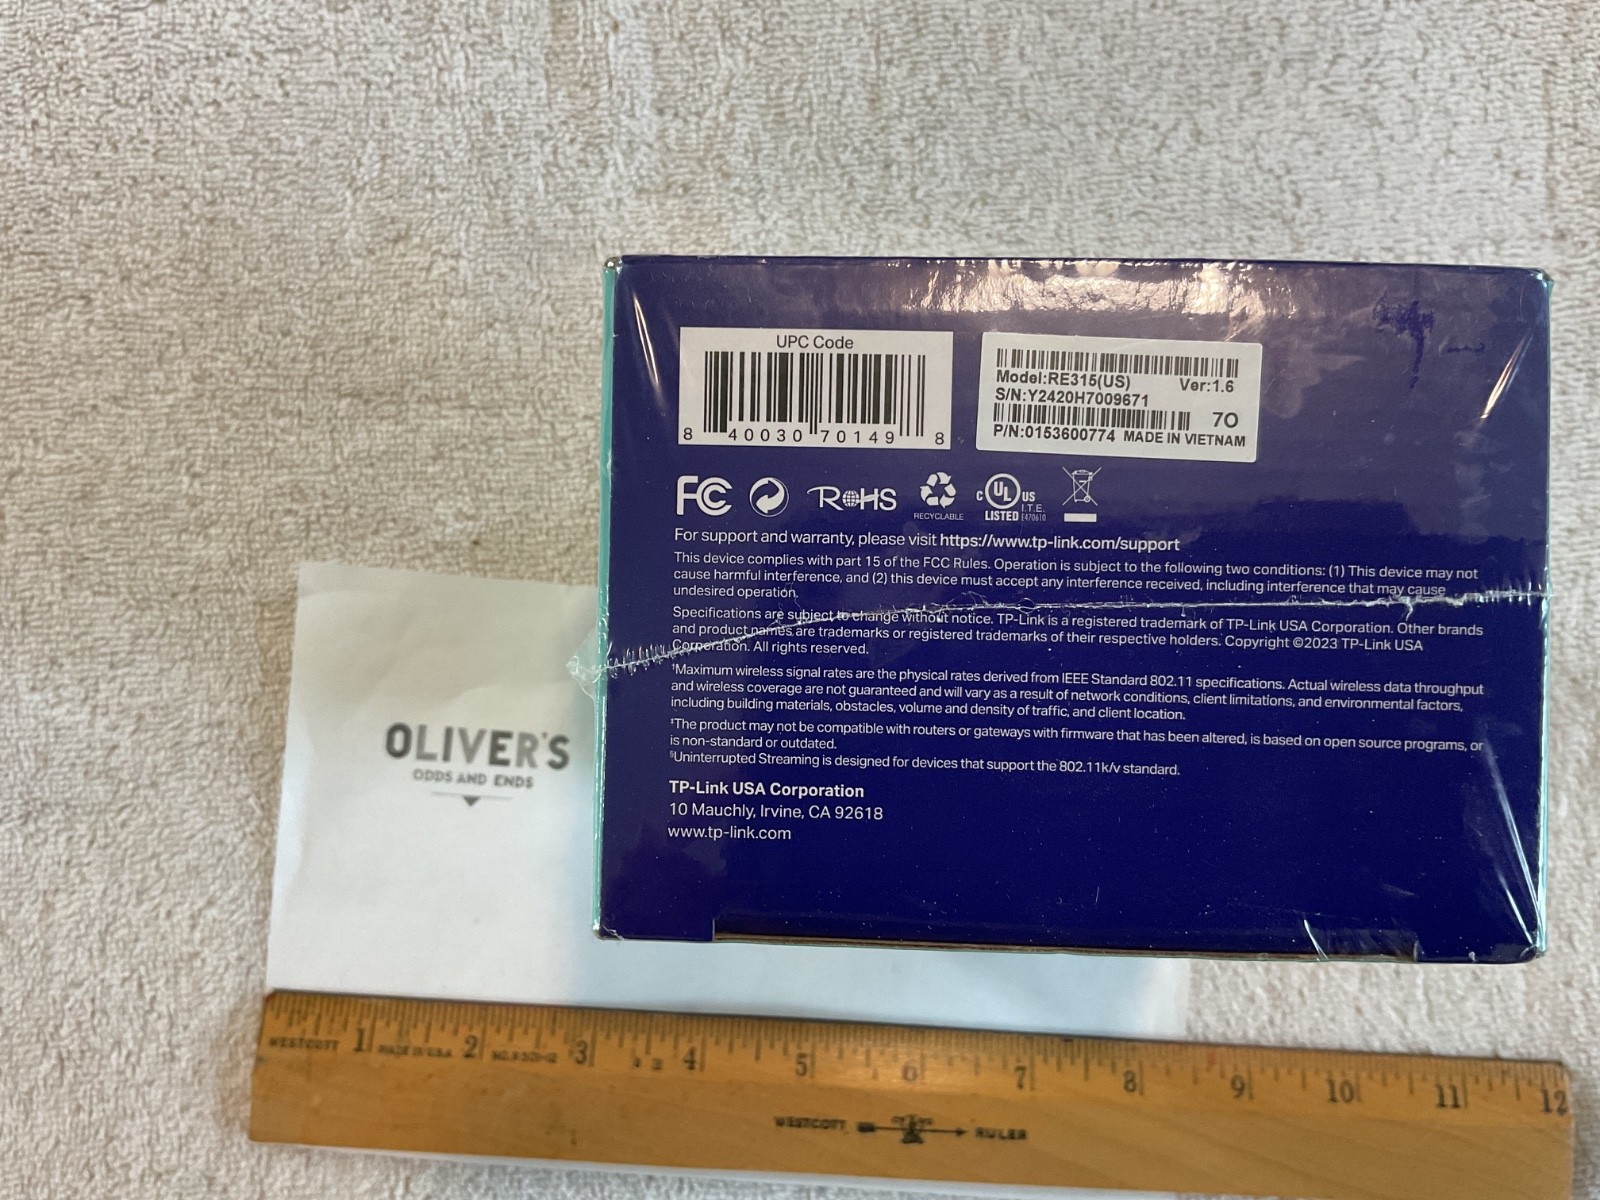 UPC Code
8 40030 70149 8
Model:RE315(US) Ver:1.6
S/N:Y2420H7009671
70
P/N:0153600774 MADE IN VIETNAM
FC RoHS RECYCLABLE C UL US LISTED I.T.E. E470610
For support and warranty, please visit https://www.tp-link.com/support
This device complies with part 15 of the FCC Rules. Operation is subject to the following two conditions: (1) This device may not
cause harmful interference, and (2) this device must accept any interference received, including interference that may cause
undesired operation.
Specifications are subject to change without notice. TP-Link is a registered trademark of TP-Link USA Corporation. Other brands
and product names are trademarks or registered trademarks of their respective holders. Copyright ©2023 TP-Link USA
Corporation. All rights reserved.
†Maximum wireless signal rates are the physical rates derived from IEEE Standard 802.11 specifications. Actual wireless data throughput
and wireless coverage are not guaranteed and will vary as a result of network conditions, client limitations, and environmental factors,
including building materials, obstacles, volume and density of traffic, and client location.
‡The product may not be compatible with routers or gateways with firmware that has been altered, is based on open source programs, or
is non-standard or outdated.
§Uninterrupted Streaming is designed for devices that support the 802.11k/v standard.
TP-Link USA Corporation
10 Mauchly, Irvine, CA 92618
www.tp-link.com
OLIVER'S
ODDS AND ENDS
WESTCOTT 1 MADE IN U.S.A. 2 3 4 5 6 7 8 9 10 11 12
WESTCOTT RULER